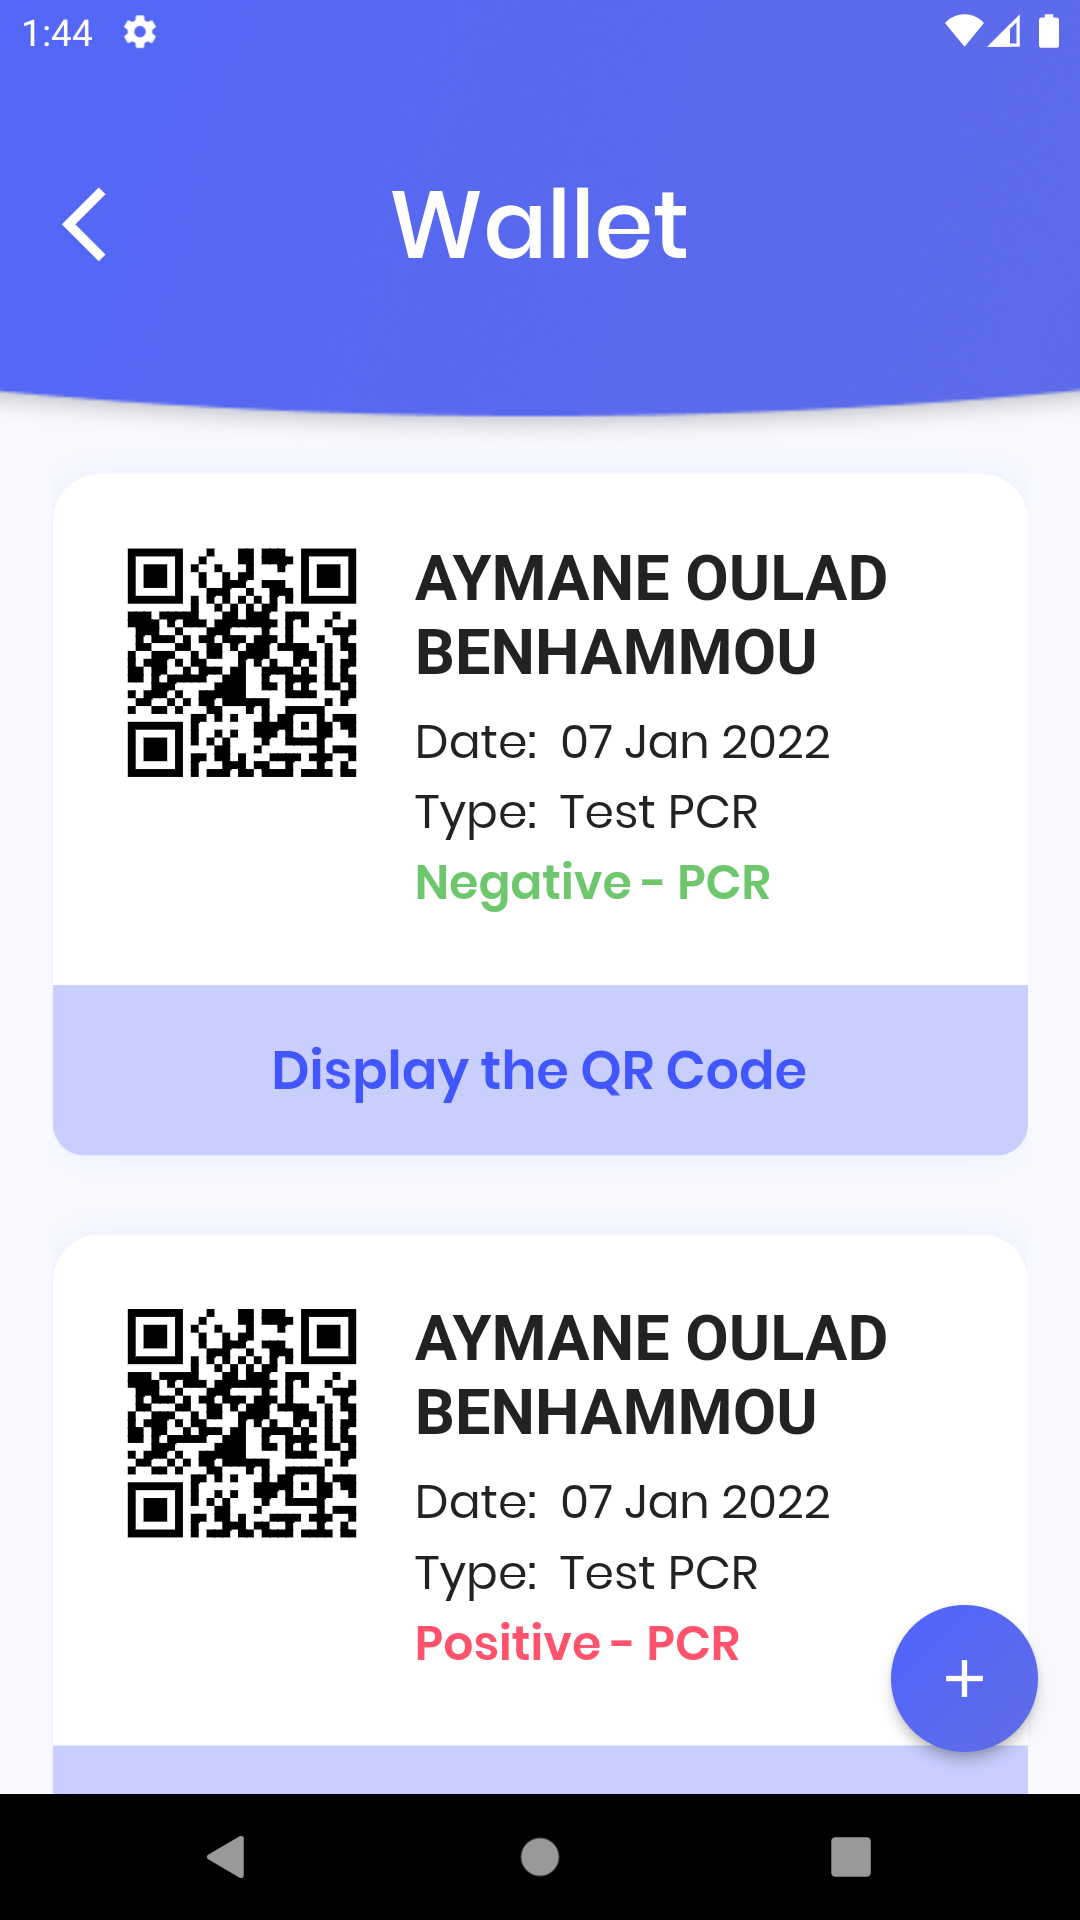 1:44
Wallet
AYMANE OULAD
BENHAMMOU
Date: 07 Jan 2022
Type: Test PCR
Negative - PCR
Display the QR Code
AYMANE OULAD
BENHAMMOU
Date: 07 Jan 2022
Type: Test PCR
Positive - PCR